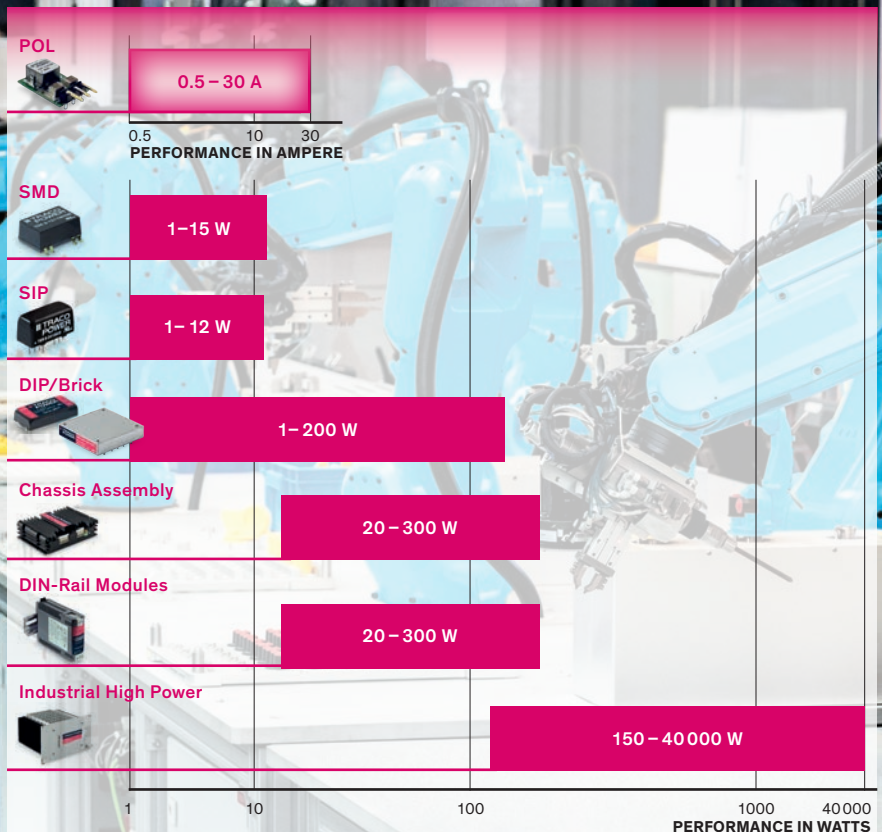 POL
0.5 – 30 A
0.5 10 30
PERFORMANCE IN AMPERE
SMD
1–15 W
SIP
TRACO
POWER
1– 12 W
DIP/Brick
1– 200 W
Chassis Assembly
20 – 300 W
DIN-Rail Modules
20 – 300 W
Industrial High Power
150 – 40 000 W
1 10 100 1000 40 000
PERFORMANCE IN WATTS